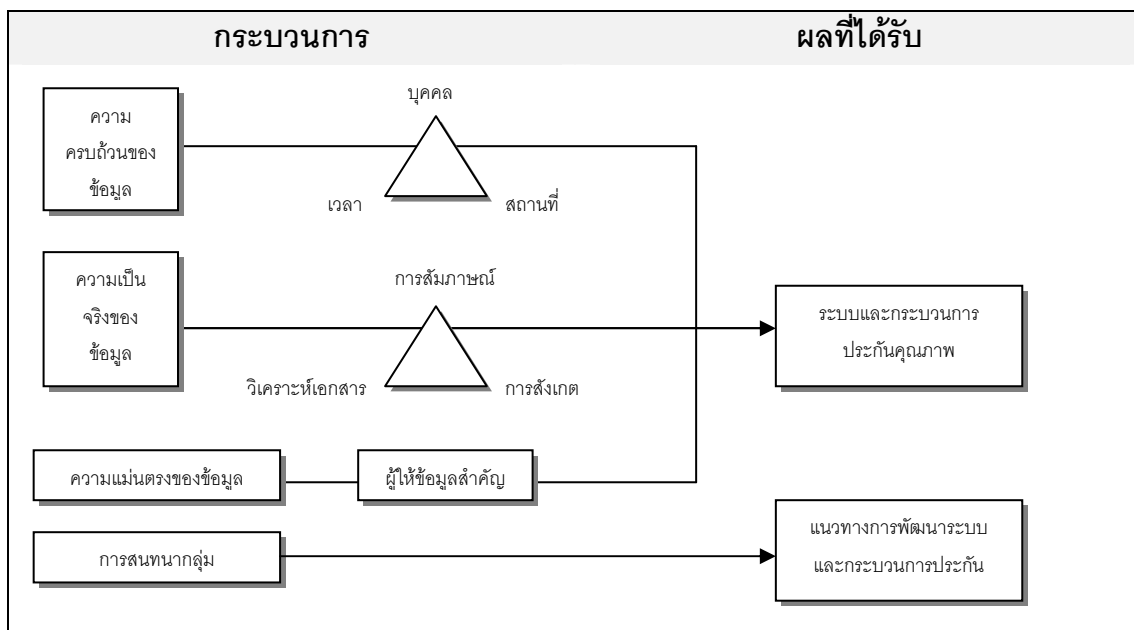 กระบวนการ
ผลที่ได้รับ
ความ
ครบถ้วนของ
ข้อมูล
บุคคล
เวลา
สถานที่
ความเป็น
จริงของ
ข้อมูล
การสัมภาษณ์
วิเคราะห์เอกสาร
การสังเกต
ระบบและกระบวนการ
ประกันคุณภาพ
ความแม่นตรงของข้อมูล
ผู้ให้ข้อมูลสำคัญ
การสนทนากลุ่ม
แนวทางการพัฒนาระบบ
และกระบวนการประกัน